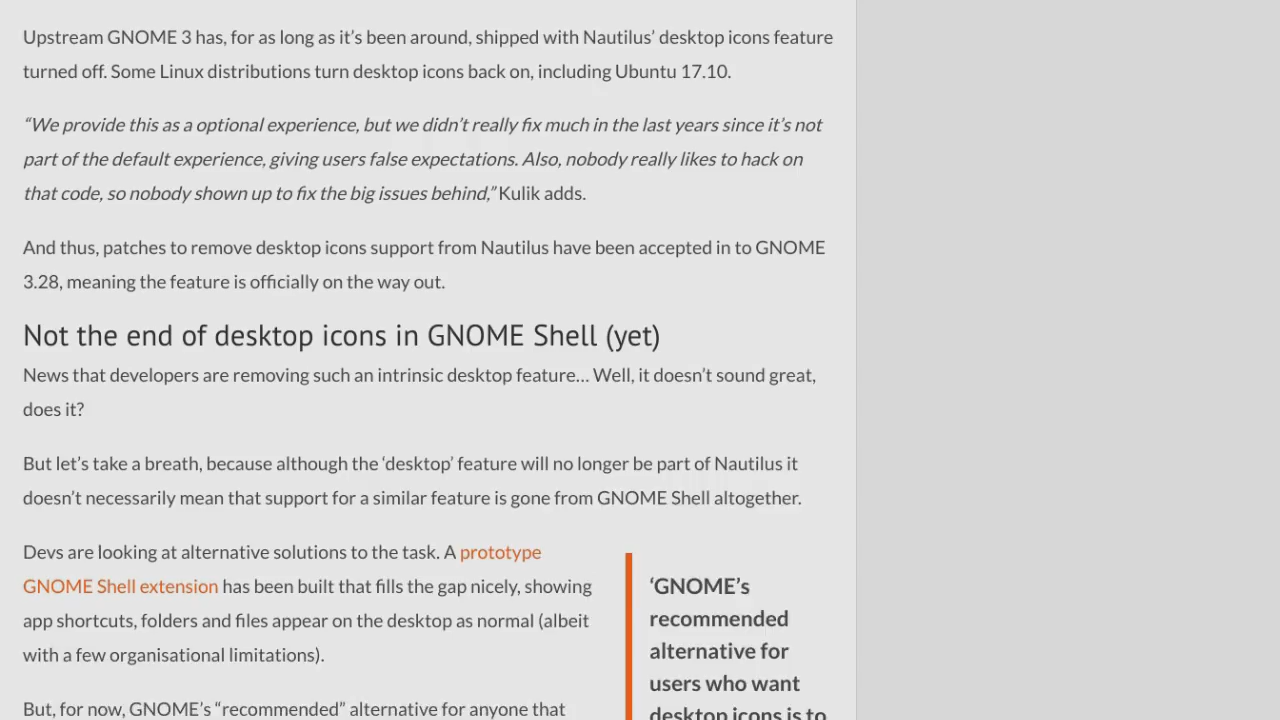 Upstream GNOME 3 has, for as long as it’s been around, shipped with Nautilus’ desktop icons feature
turned off. Some Linux distributions turn desktop icons back on, including Ubuntu 17.10.
“We provide this as a optional experience, but we didn’t really fix much in the last years since it’s not
part of the default experience, giving users false expectations. Also, nobody really likes to hack on
that code, so nobody shown up to fix the big issues behind,” Kulik adds.
And thus, patches to remove desktop icons support from Nautilus have been accepted in to GNOME
3.28, meaning the feature is officially on the way out.
Not the end of desktop icons in GNOME Shell (yet)
News that developers are removing such an intrinsic desktop feature… Well, it doesn’t sound great,
does it?
But let’s take a breath, because although the ‘desktop’ feature will no longer be part of Nautilus it
doesn’t necessarily mean that support for a similar feature is gone from GNOME Shell altogether.
Devs are looking at alternative solutions to the task. A prototype
GNOME Shell extension has been built that fills the gap nicely, showing
app shortcuts, folders and files appear on the desktop as normal (albeit
with a few organisational limitations).
But, for now, GNOME’s “recommended” alternative for anyone that
‘GNOME’s
recommended
alternative for
users who want
desktop icons is to